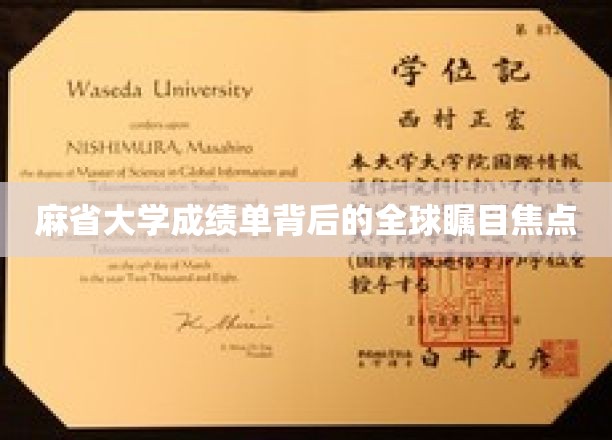 第 872
Waseda University
confers upon
NISHIMURA, Masahiro
the degree of Master of Science in Global Information and
Telecommunication Studies
麻省大学成绩单背后的全球瞩目焦点
on the 15th day of March
in the year Two Thousand and Eight.
President
学位記
西村正宏
本大学大学院国際情報
通信研究科において学位
(国際情報通信学)の学位を
授与する
白井克彦